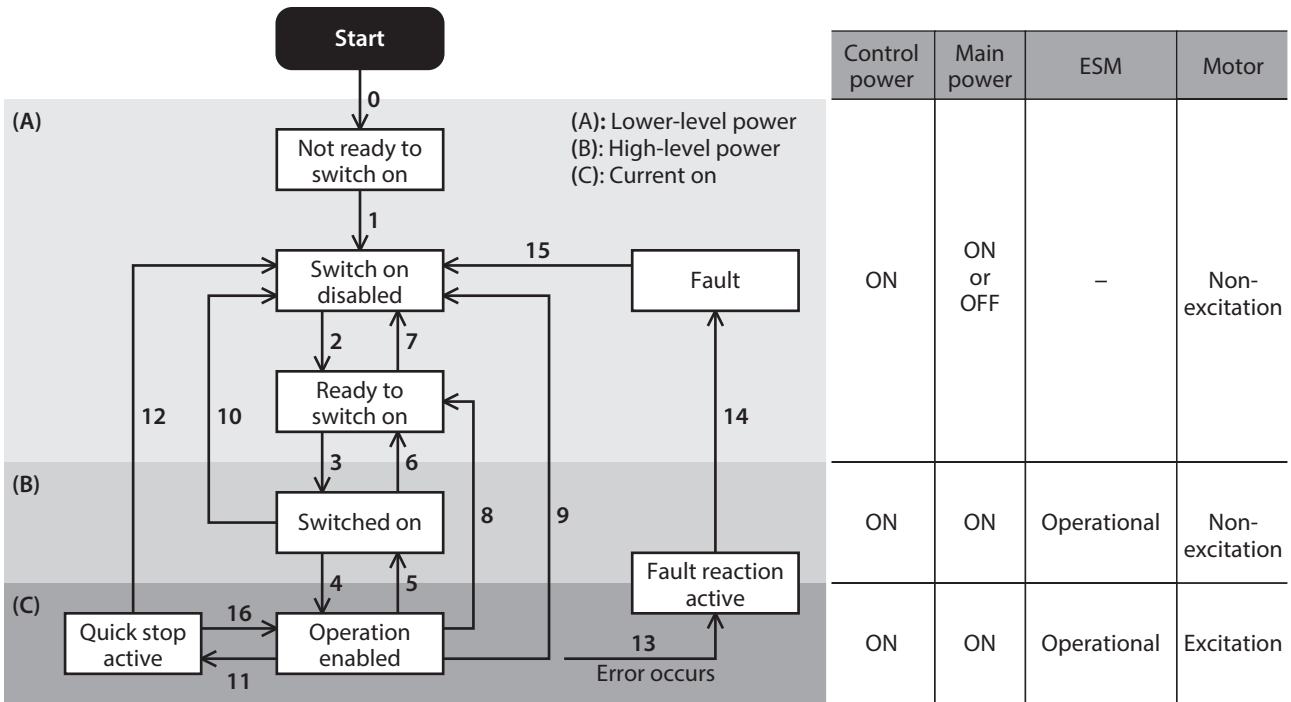 Start
0
(A)
(A): Lower-level power
(B): High-level power
(C): Current on
Not ready to
switch on
1
Switch on
disabled
15
Fault
2
7
Ready to
switch on
12
10
14
3
6
(B)
Switched on
8
9
4
5
Fault reaction
active
(C)
Quick stop
active
16
Operation
enabled
11
13
Error occurs
Control
power
Main
power
ESM
Motor
ON
ON
or
OFF
–
Non-
excitation
ON
ON
Operational
Non-
excitation
ON
ON
Operational
Excitation